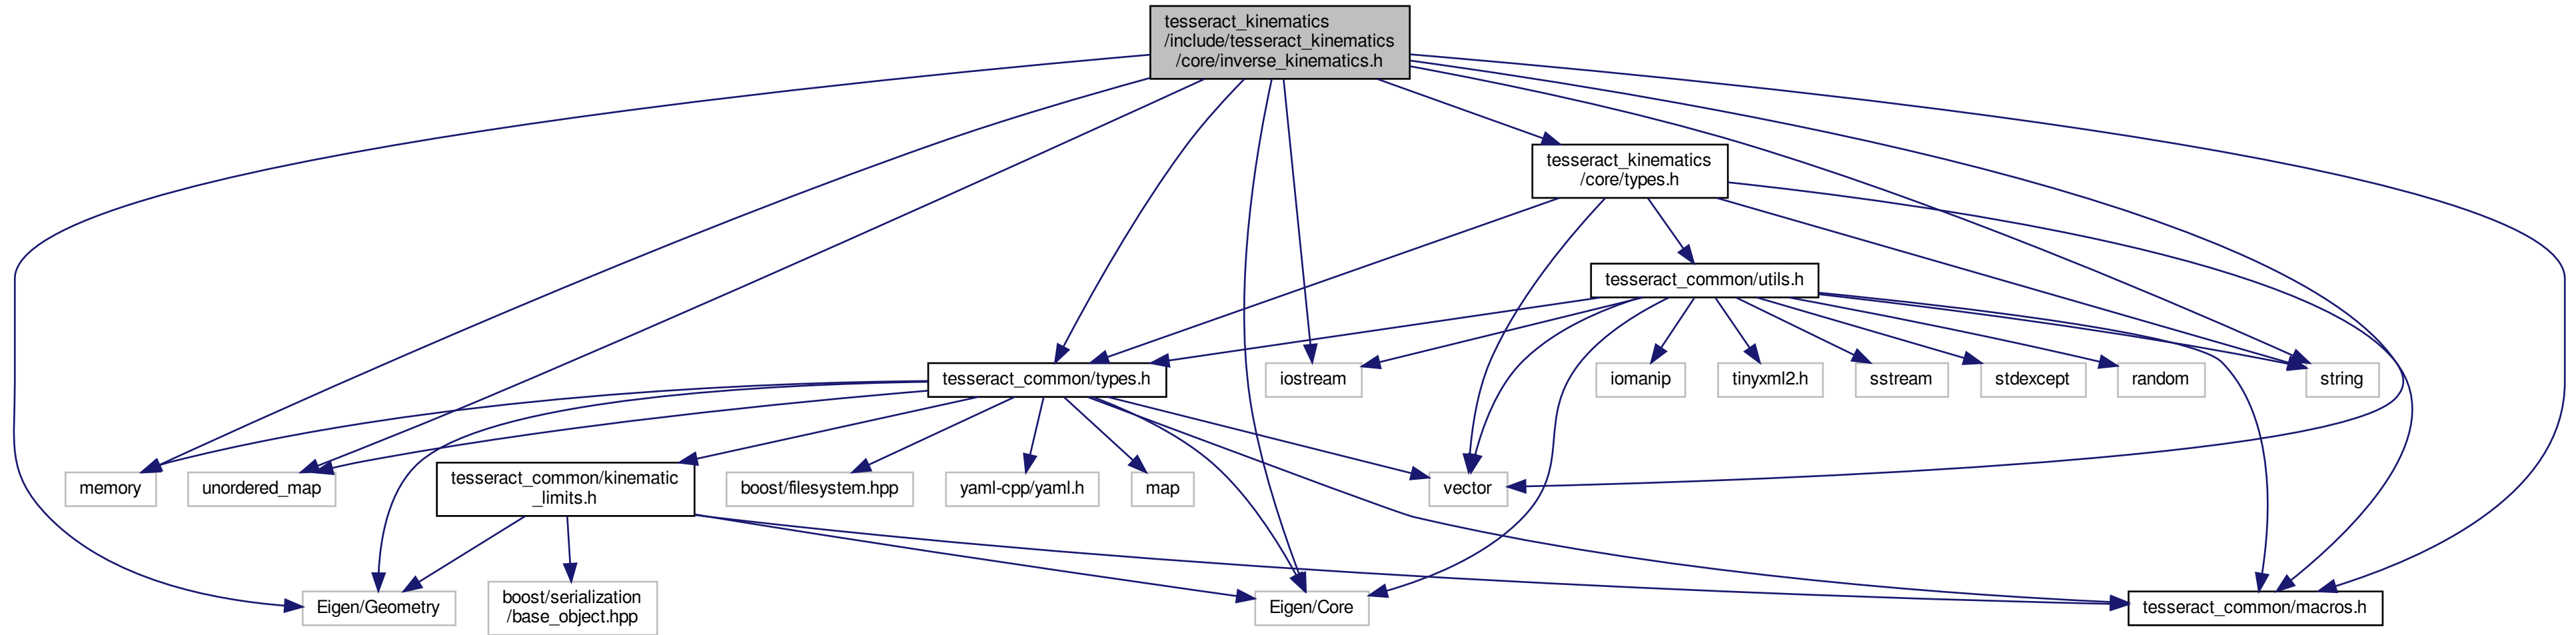 tesseract_kinematics
/include/tesseract_kinematics
/core/inverse_kinematics.h
tesseract_kinematics
/core/types.h
tesseract_common/utils.h
tesseract_common/types.h
iostream
iomanip
tinyxml2.h
sstream
stdexcept
random
string
memory
unordered_map
tesseract_common/kinematic
_limits.h
boost/filesystem.hpp
yaml-cpp/yaml.h
map
vector
Eigen/Geometry
boost/serialization
/base_object.hpp
Eigen/Core
tesseract_common/macros.h